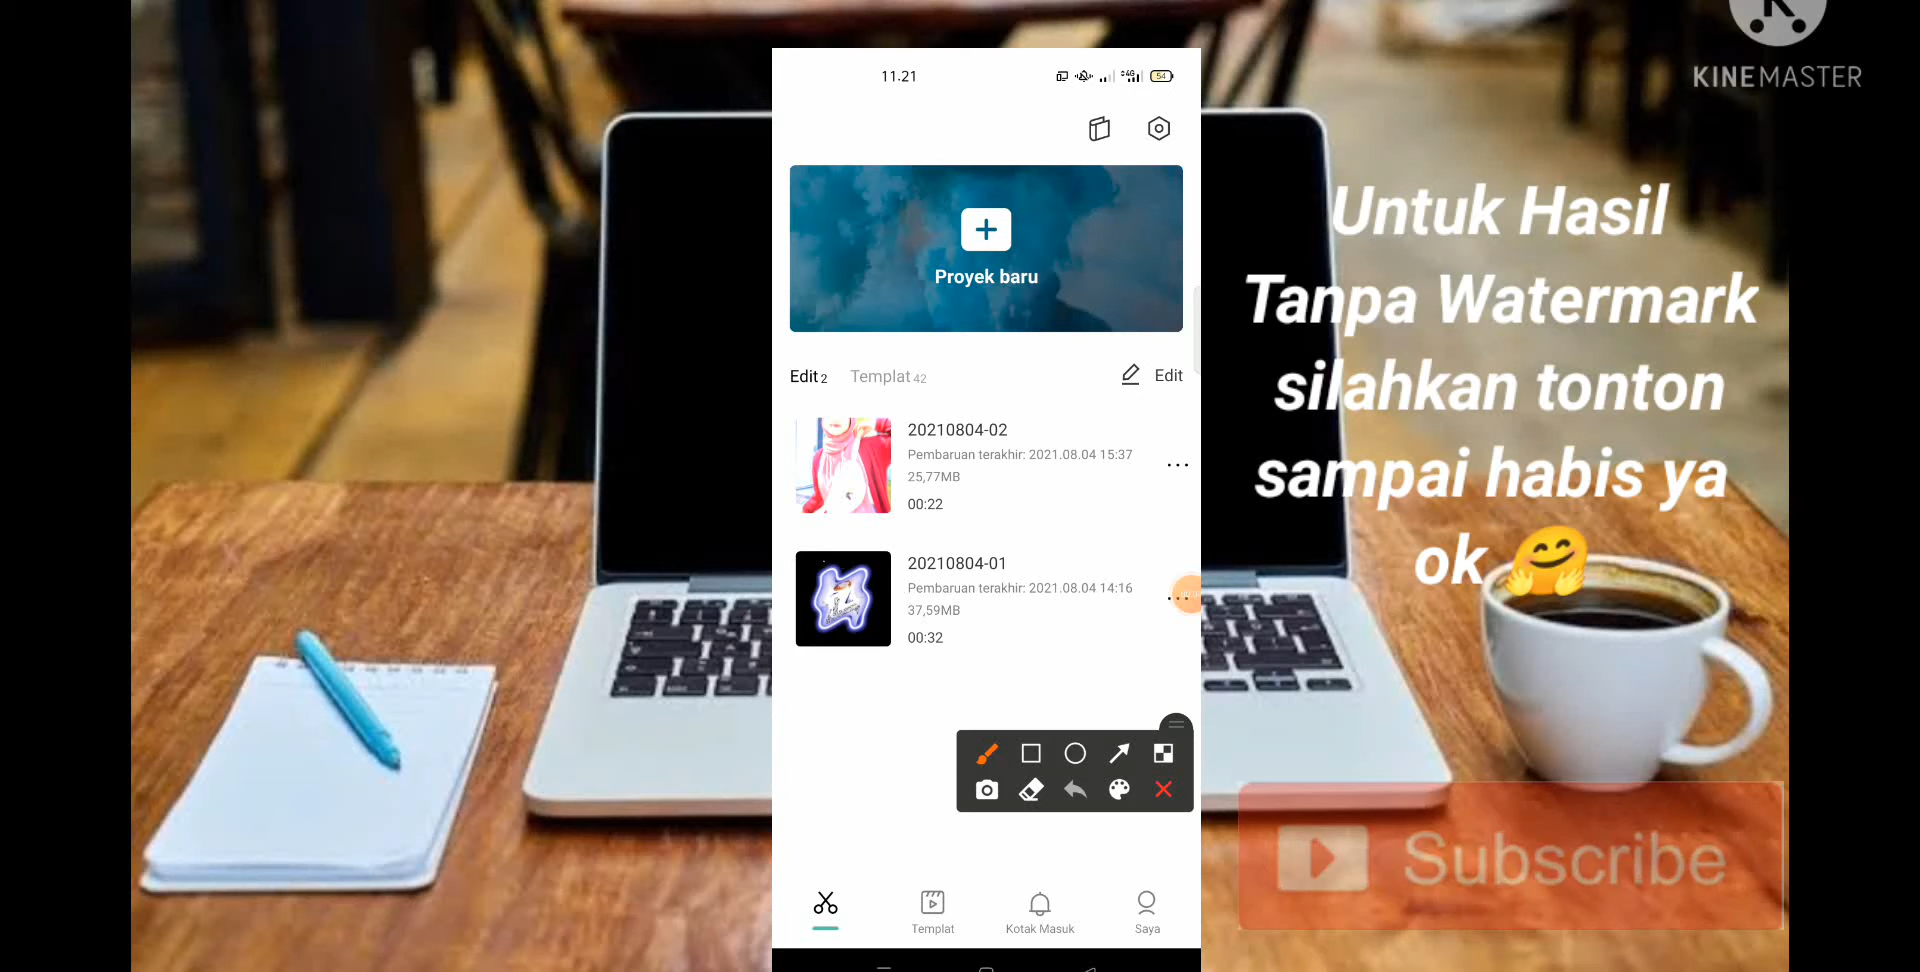 KINEMASTER
11.21
4G
54
Proyek baru
Edit 2
Templat 42
Edit
20210804-02
Pembaruan terakhir: 2021.08.04 15:37
25,77MB
00:22
20210804-01
Pembaruan terakhir: 2021.08.04 14:16
37,59MB
00:32
Templat
Kotak Masuk
Saya
Untuk Hasil
Tanpa Watermark
silahkan tonton
sampai habis ya
ok 🤗
Subscribe